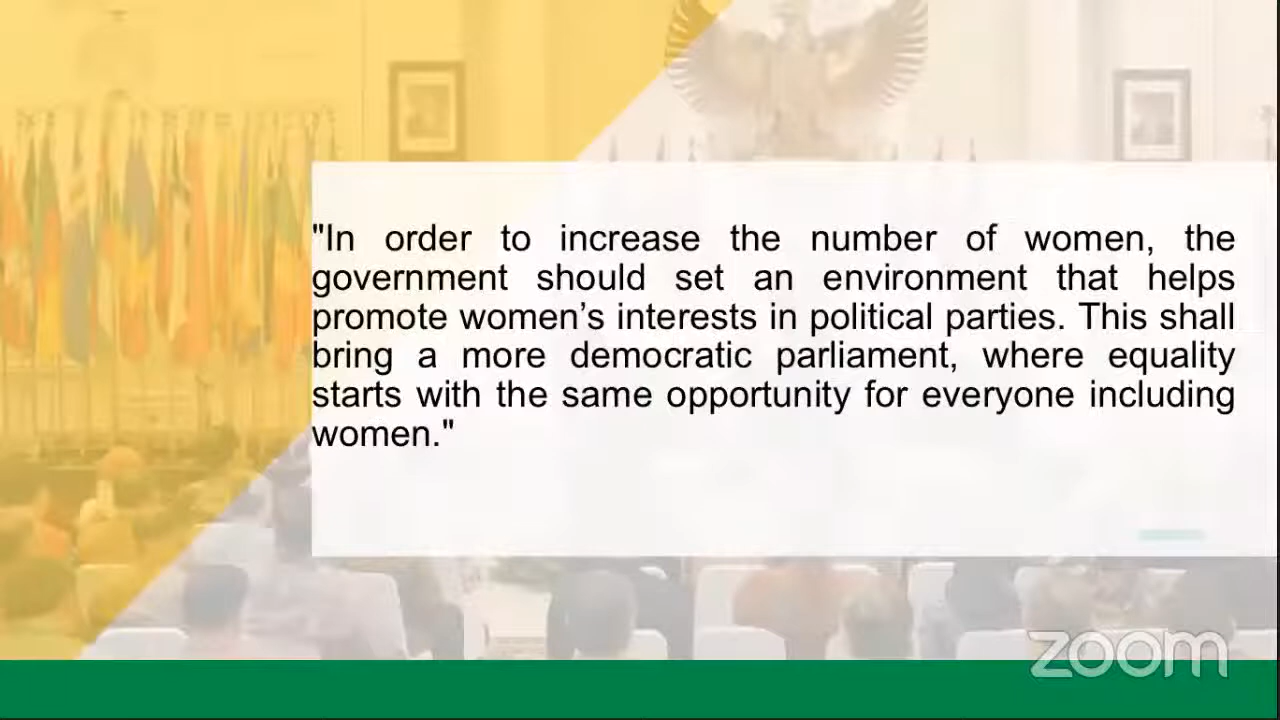 "In order to increase the number of women, the
government should set an environment that helps
promote women’s interests in political parties. This shall
bring a more democratic parliament, where equality
starts with the same opportunity for everyone including
women."
zoom